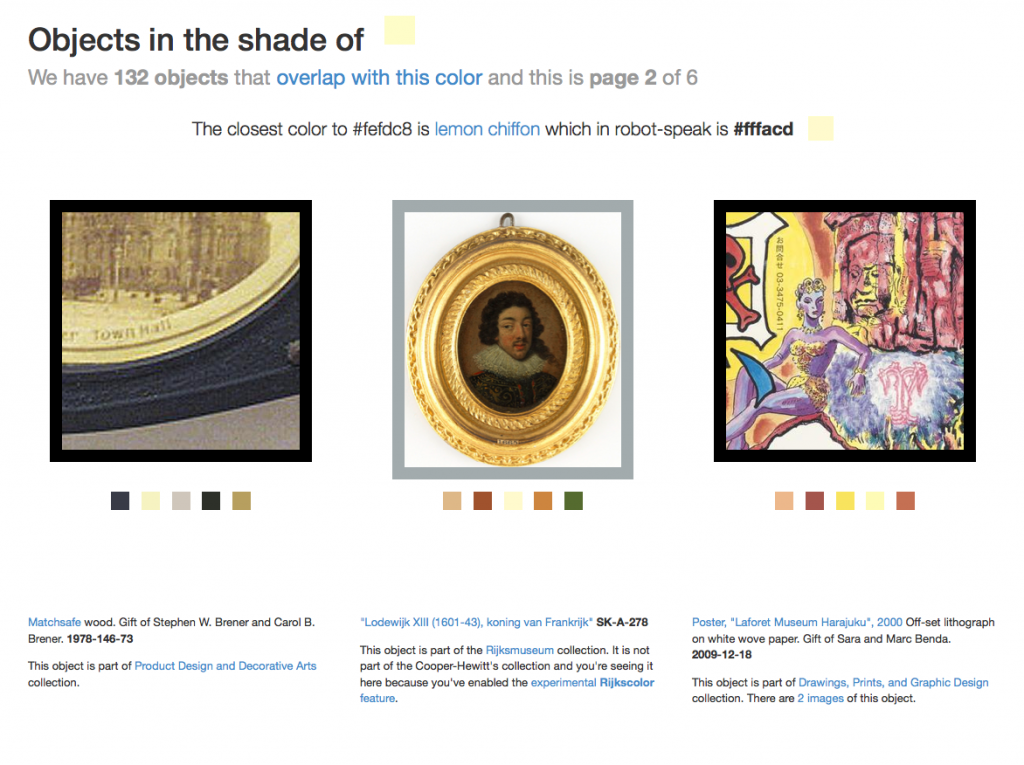 Objects in the shade of
We have 132 objects that overlap with this color and this is page 2 of 6
The closest color to #fefdc8 is lemon chiffon which in robot-speak is #fffacd
er Town Hall
お問合せ 03-3475-0411
Matchsafe wood. Gift of Stephen W. Brener and Carol B.
Brener. 1978-146-73
This object is part of Product Design and Decorative Arts
collection.
"Lodewijk XIII (1601-43), koning van Frankrijk" SK-A-278
This object is part of the Rijksmuseum collection. It is not
part of the Cooper-Hewitt's collection and you're seeing it
here because you've enabled the experimental Rijkscolor
feature.
Poster, "Laforet Museum Harajuku", 2000 Off-set lithograph
on white wove paper. Gift of Sara and Marc Benda.
2009-12-18
This object is part of Drawings, Prints, and Graphic Design
collection. There are 2 images of this object.